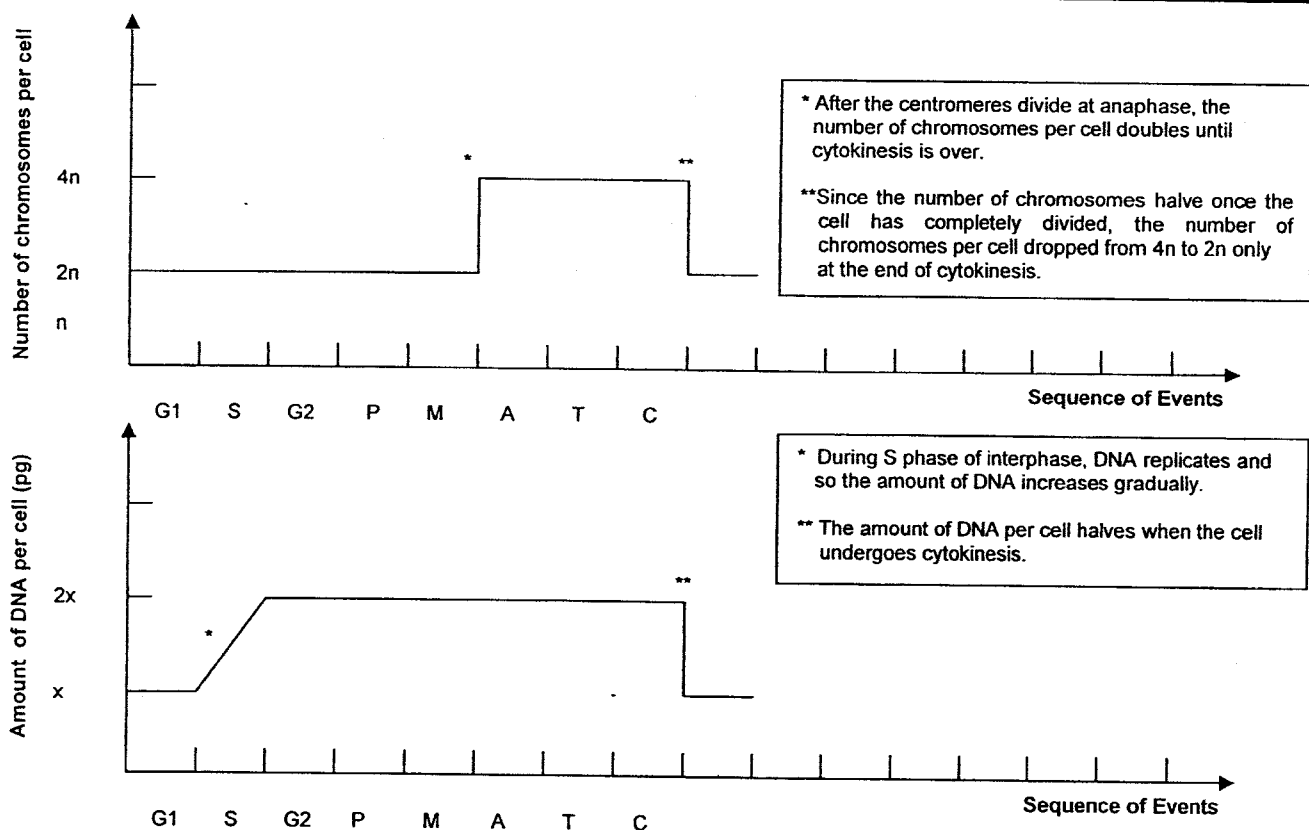 Number of chromosomes per cell
4n
2n
n
*
**
* After the centromeres divide at anaphase, the
number of chromosomes per cell doubles until
cytokinesis is over.
**Since the number of chromosomes halve once the
cell has completely divided, the number of
chromosomes per cell dropped from 4n to 2n only
at the end of cytokinesis.
G1 S G2 P M A T C
Sequence of Events
Amount of DNA per cell (pg)
2x
x
*
**
* During S phase of interphase, DNA replicates and
so the amount of DNA increases gradually.
** The amount of DNA per cell halves when the cell
undergoes cytokinesis.
G1 S G2 P M A T C
Sequence of Events